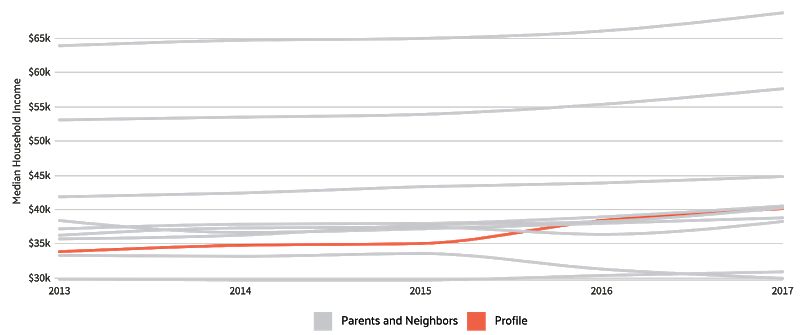 Median Household Income
$65k
$60k
$55k
$50k
$45k
$40k
$35k
$30k
2013 2014 2015 2016 2017
Parents and Neighbors Profile